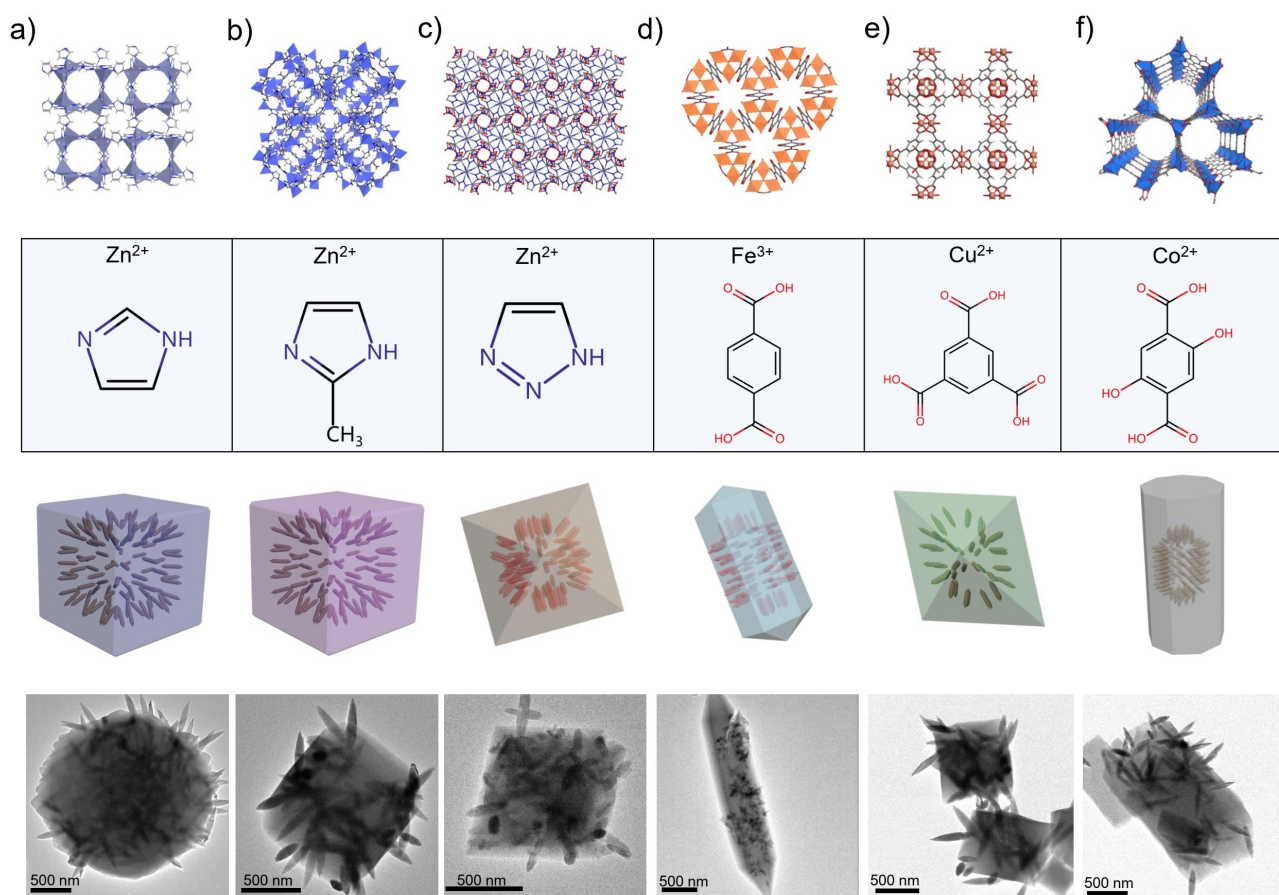 a) b) c) d) e) f)
Zn²⁺ Zn²⁺ Zn²⁺ Fe³⁺ Cu²⁺ Co²⁺
N NH
N NH CH₃
N N NH
O OH HO O
O OH HO O O OH
O OH OH HO HO O
500 nm 500 nm 500 nm 500 nm 500 nm 500 nm